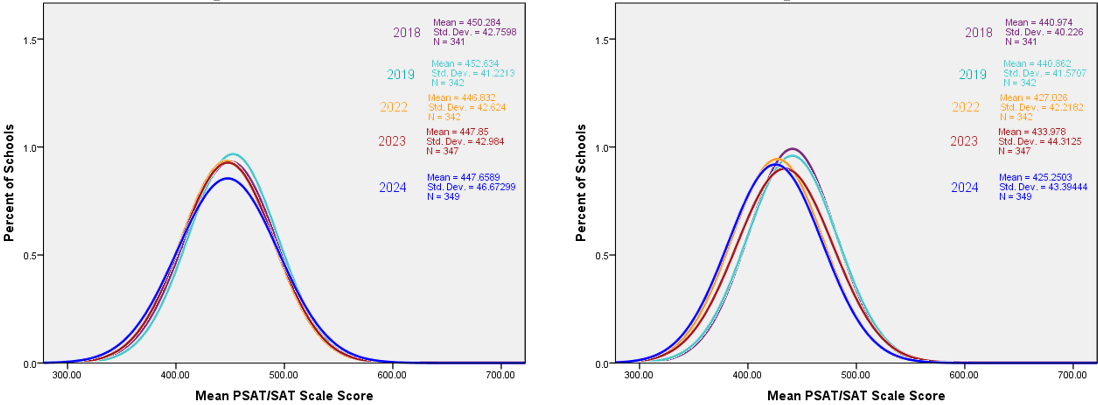 Percent of Schools
1.5
1.0
0.5
0.0
2018
Mean = 450.284
Std. Dev. = 42.7598
N = 341
2019
Mean = 452.634
Std. Dev. = 41.2213
N = 342
2022
Mean = 446.832
Std. Dev. = 42.624
N = 342
2023
Mean = 447.85
Std. Dev. = 42.984
N = 347
2024
Mean = 447.6589
Std. Dev. = 46.67299
N = 349
300.00 400.00 500.00 600.00 700.00
Mean PSAT/SAT Scale Score
Percent of Schools
1.5
1.0
0.5
0.0
2018
Mean = 440.974
Std. Dev. = 40.226
N = 341
2019
Mean = 440.862
Std. Dev. = 41.5707
N = 342
2022
Mean = 427.026
Std. Dev. = 42.2182
N = 342
2023
Mean = 433.978
Std. Dev. = 44.3125
N = 347
2024
Mean = 425.2503
Std. Dev. = 43.39444
N = 349
300.00 400.00 500.00 600.00 700.00
Mean PSAT/SAT Scale Score